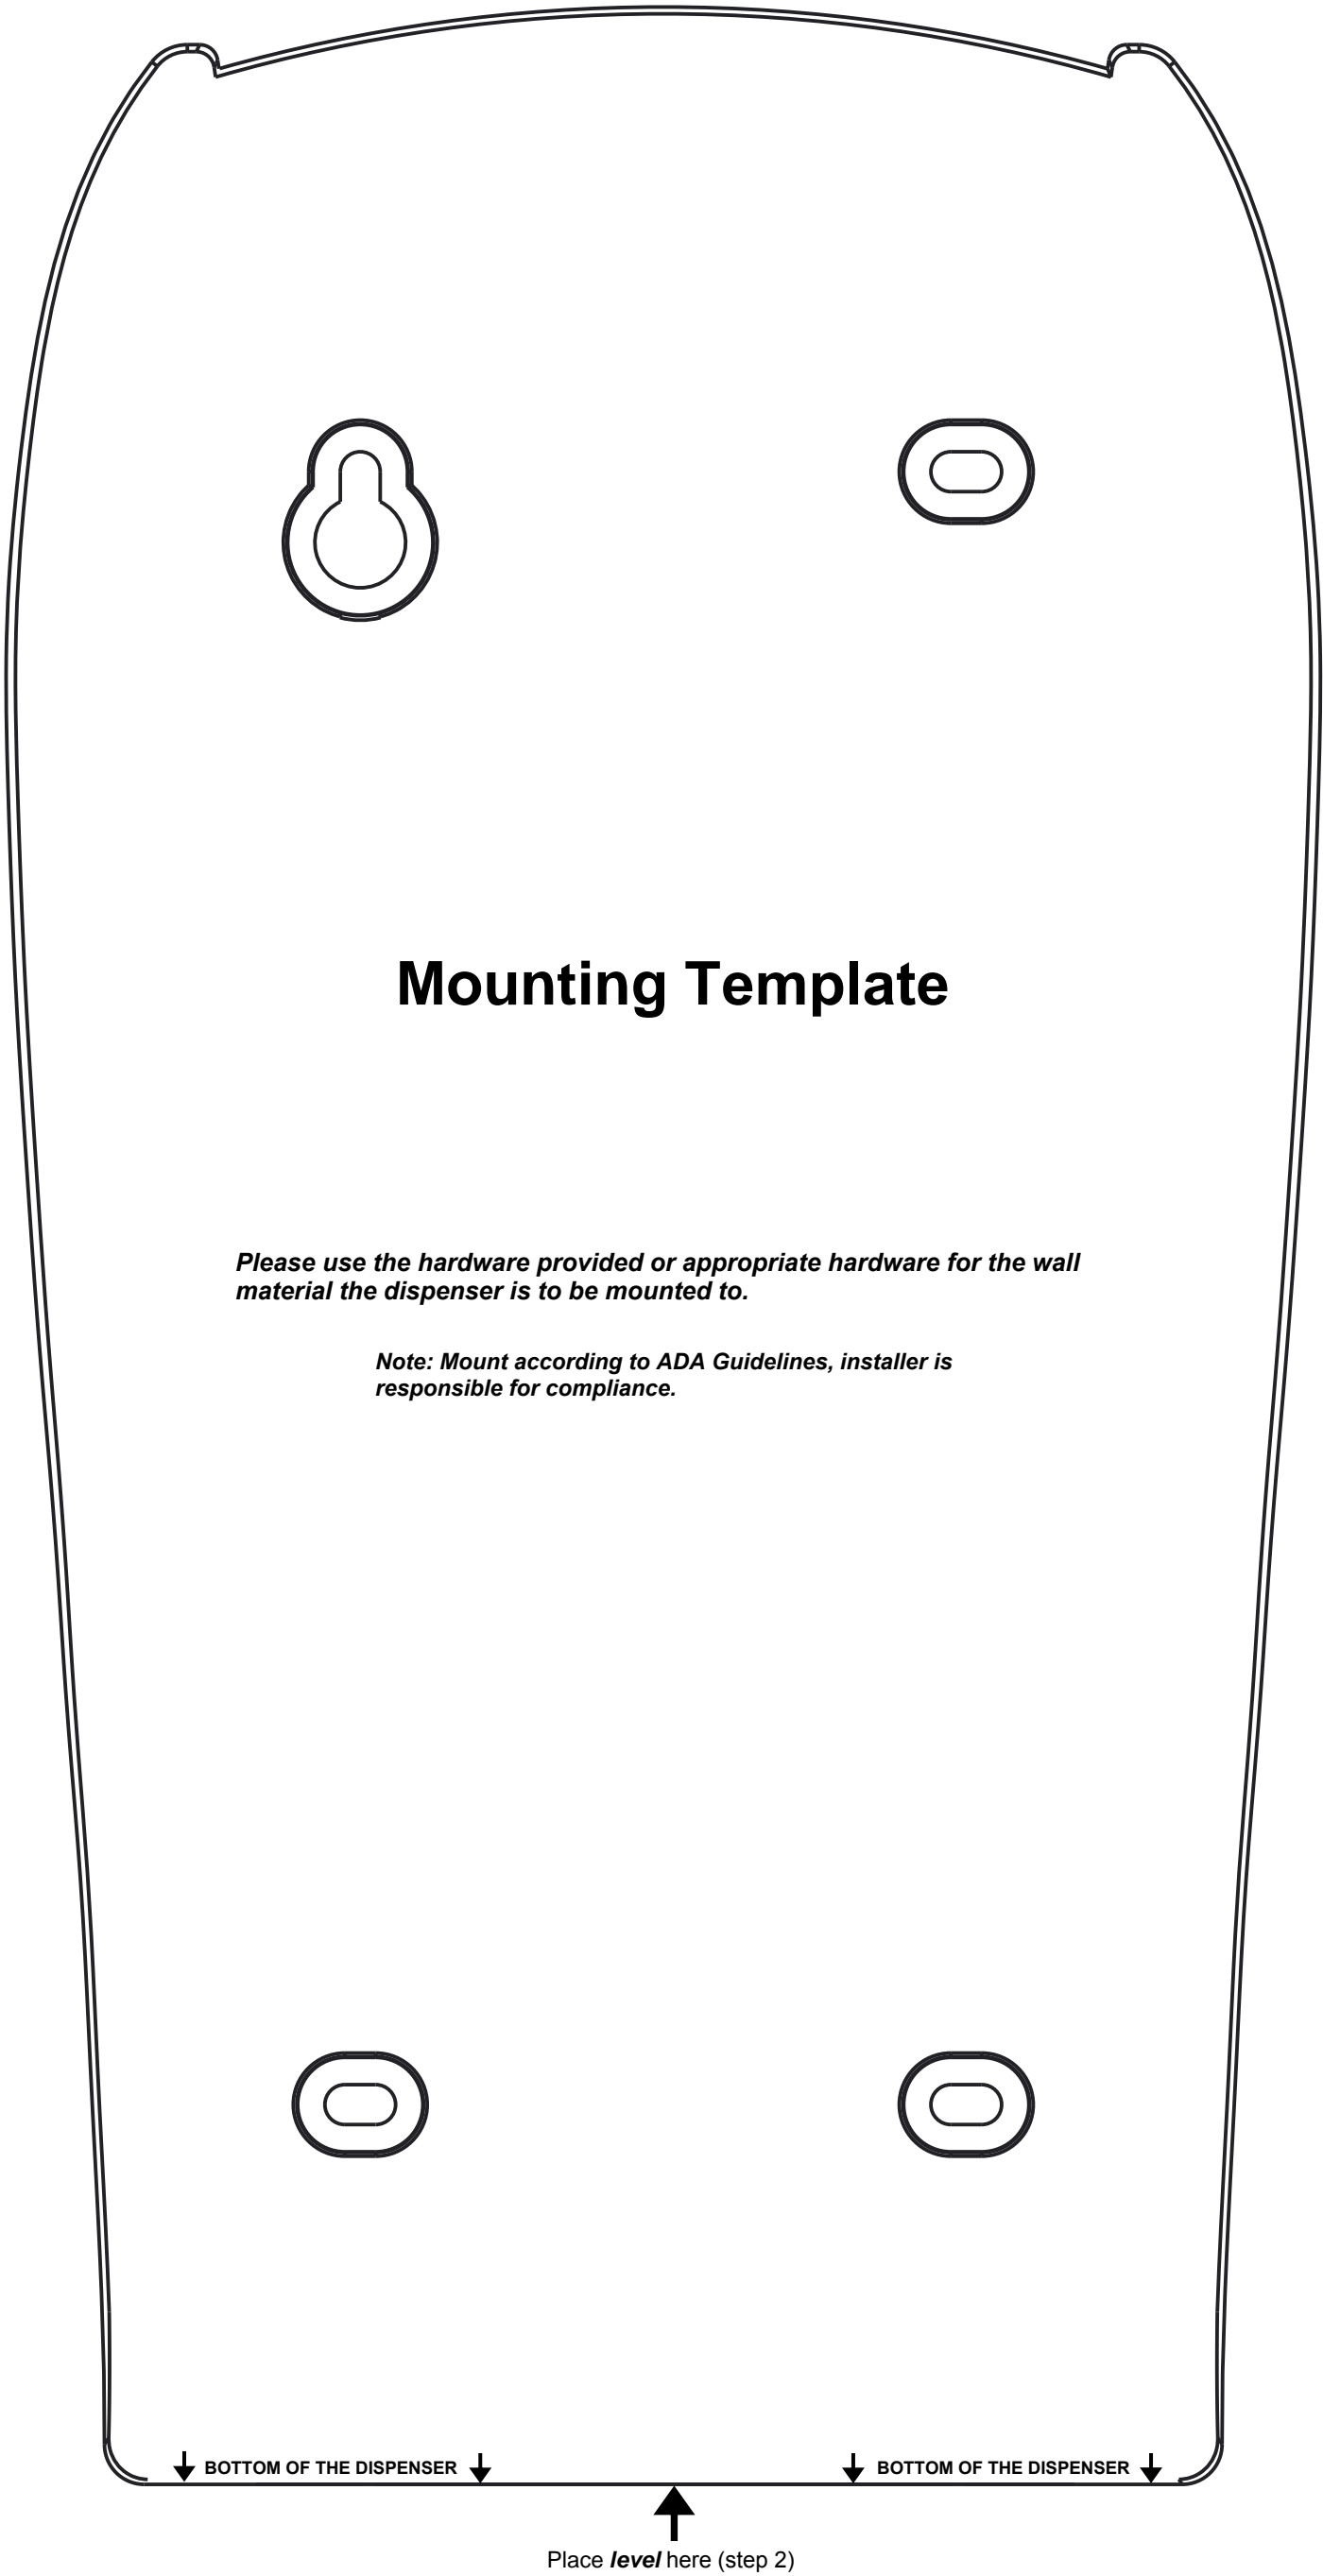 Mounting Template
Please use the hardware provided or appropriate hardware for the wall
material the dispenser is to be mounted to.
Note: Mount according to ADA Guidelines, installer is
responsible for compliance.
BOTTOM OF THE DISPENSER
BOTTOM OF THE DISPENSER
Place level here (step 2)